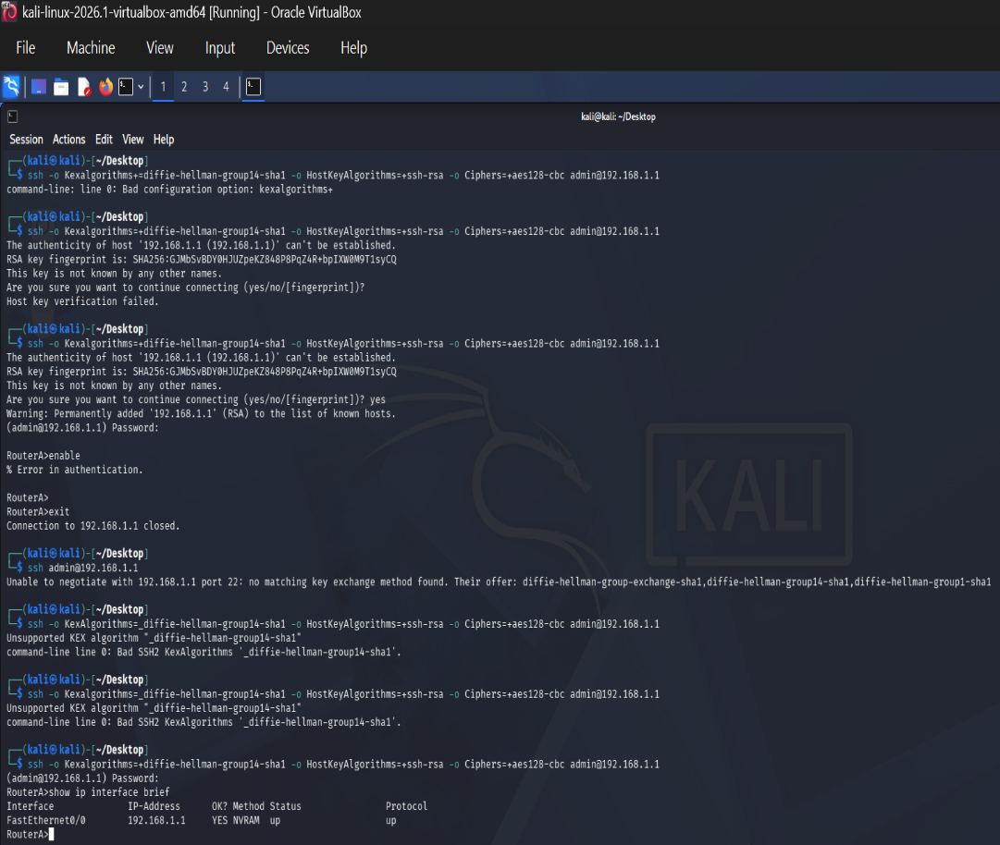 kali-linux-2026.1-virtualbox-amd64 [Running] - Oracle VirtualBox
File Machine View Input Devices Help
1 2 3 4
kali@kali: ~/Desktop
Session Actions Edit View Help
┌──(kali㉿kali)-[~/Desktop]
└─$ ssh -o Kexalgorithms+=diffie-hellman-group14-sha1 -o HostKeyAlgorithms=+ssh-rsa -o Ciphers=+aes128-cbc admin@192.168.1.1
command-line: line 0: Bad configuration option: kexalgorithms+
┌──(kali㉿kali)-[~/Desktop]
└─$ ssh -o Kexalgorithms=+diffie-hellman-group14-sha1 -o HostKeyAlgorithms=+ssh-rsa -o Ciphers=+aes128-cbc admin@192.168.1.1
The authenticity of host '192.168.1.1 (192.168.1.1)' can't be established.
RSA key fingerprint is: SHA256:GJMbSvBDY0HJUZpeKZ848P8PqZ4R+bpIXW0M9T1syCQ
This key is not known by any other names.
Are you sure you want to continue connecting (yes/no/[fingerprint])?
Host key verification failed.
┌──(kali㉿kali)-[~/Desktop]
└─$ ssh -o Kexalgorithms=+diffie-hellman-group14-sha1 -o HostKeyAlgorithms=+ssh-rsa -o Ciphers=+aes128-cbc admin@192.168.1.1
The authenticity of host '192.168.1.1 (192.168.1.1)' can't be established.
RSA key fingerprint is: SHA256:GJMbSvBDY0HJUZpeKZ848P8PqZ4R+bpIXW0M9T1syCQ
This key is not known by any other names.
Are you sure you want to continue connecting (yes/no/[fingerprint])? yes
Warning: Permanently added '192.168.1.1' (RSA) to the list of known hosts.
(admin@192.168.1.1) Password:
RouterA>enable
% Error in authentication.
RouterA>
RouterA>exit
Connection to 192.168.1.1 closed.
┌──(kali㉿kali)-[~/Desktop]
└─$ ssh admin@192.168.1.1
Unable to negotiate with 192.168.1.1 port 22: no matching key exchange method found. Their offer: diffie-hellman-group-exchange-sha1,diffie-hellman-group14-sha1,diffie-hellman-group1-sha1
┌──(kali㉿kali)-[~/Desktop]
└─$ ssh -o KexAlgorithms=_diffie-hellman-group14-sha1 -o HostKeyAlgorithms=+ssh-rsa -o Ciphers=+aes128-cbc admin@192.168.1.1
Unsupported KEX algorithm "_diffie-hellman-group14-sha1"
command-line line 0: Bad SSH2 KexAlgorithms '_diffie-hellman-group14-sha1'.
┌──(kali㉿kali)-[~/Desktop]
└─$ ssh -o Kexalgorithms=_diffie-hellman-group14-sha1 -o HostKeyAlgorithms=+ssh-rsa -o Ciphers=+aes128-cbc admin@192.168.1.1
Unsupported KEX algorithm "_diffie-hellman-group14-sha1"
command-line line 0: Bad SSH2 KexAlgorithms '_diffie-hellman-group14-sha1'.
┌──(kali㉿kali)-[~/Desktop]
└─$ ssh -o Kexalgorithms=+diffie-hellman-group14-sha1 -o HostKeyAlgorithms=+ssh-rsa -o Ciphers=+aes128-cbc admin@192.168.1.1
(admin@192.168.1.1) Password:
RouterA>show ip interface brief
Interface IP-Address OK? Method Status Protocol
FastEthernet0/0 192.168.1.1 YES NVRAM up up
RouterA>
KALI